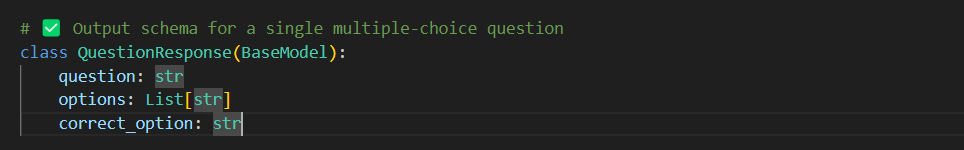 # ✅ Output schema for a single multiple-choice question
class QuestionResponse(BaseModel):
    question: str
    options: List[str]
    correct_option: str